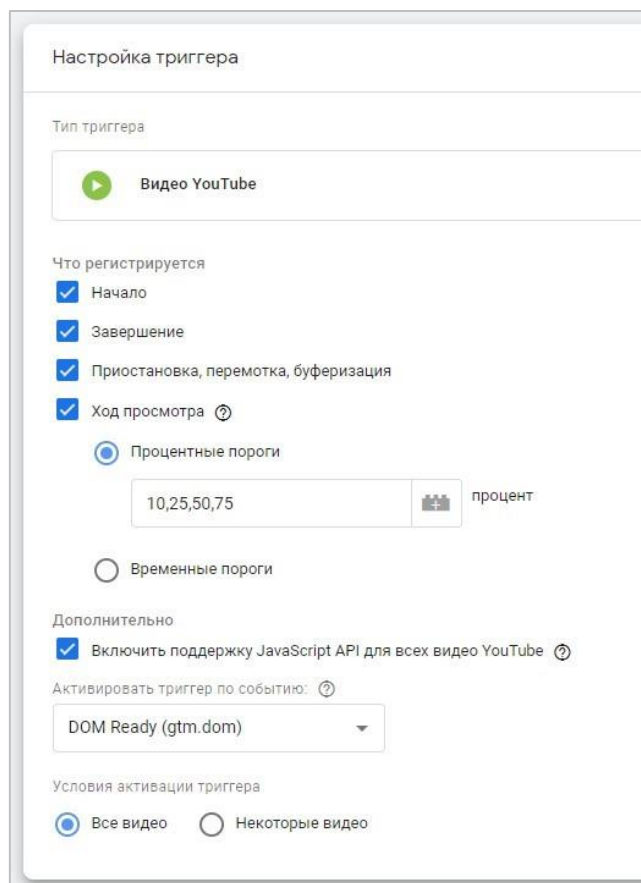 Настройка триггера
Тип триггера
Видео YouTube
Что регистрируется
Начало
Завершение
Приостановка, перемотка, буферизация
Ход просмотра ?
Процентные пороги
10,25,50,75 процент
Временные пороги
Дополнительно
Включить поддержку JavaScript API для всех видео YouTube ?
Активировать триггер по событию: ?
DOM Ready (gtm.dom)
Условия активации триггера
Все видео Некоторые видео